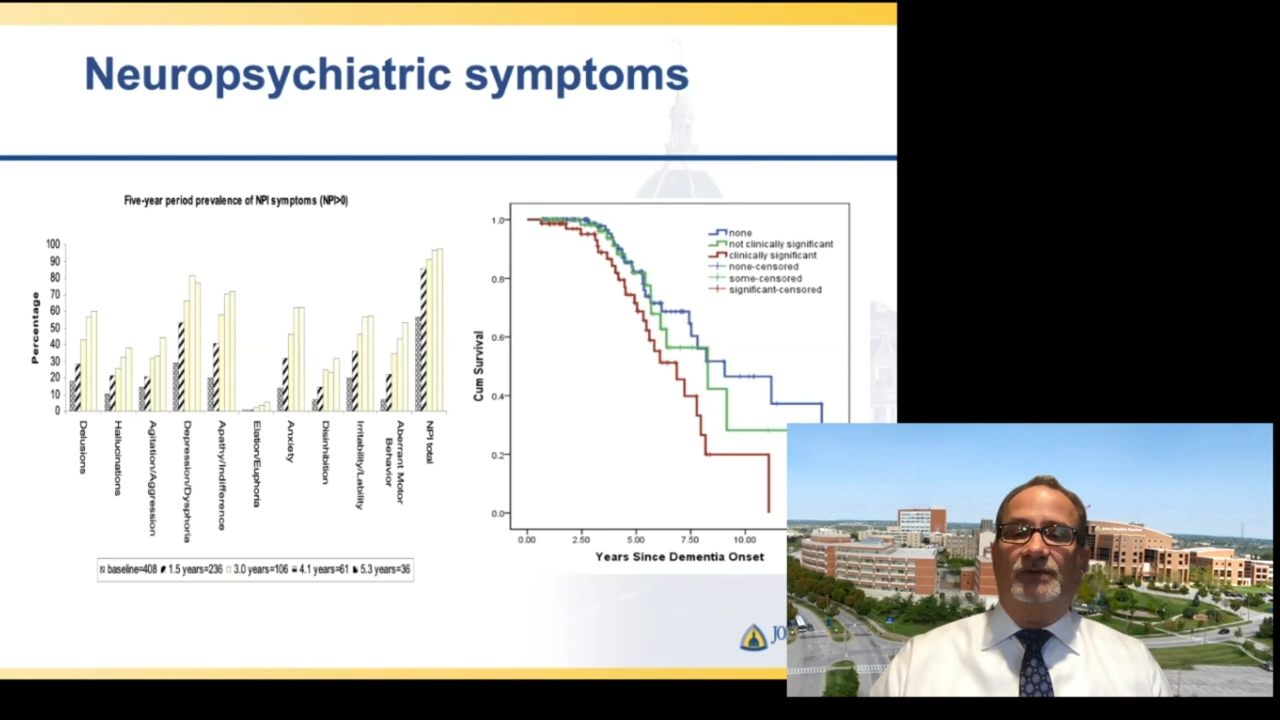 Neuropsychiatric symptoms
Five-year period prevalence of NPI symptoms (NPI>0)
100
90
80
70
60
50
40
30
20
10
0
Percentage
Delusions
Hallucinations
Agitation/Aggression
Depression/Dysphoria
Apathy/Indifference
Elation/Euphoria
Anxiety
Disinhibition
Irritability/Lability
Aberrant Motor
Behavior
NPI total
baseline=408 1.5 years=236 3.0 years=106 4.1 years=61 5.3 years=36
none
not clinically significant
clinically significant
none-censored
some-censored
significant-censored
1.0
0.8
0.6
0.4
0.2
0.0
Cum Survival
0.00 2.50 5.00 7.50 10.00
Years Since Dementia Onset
JO